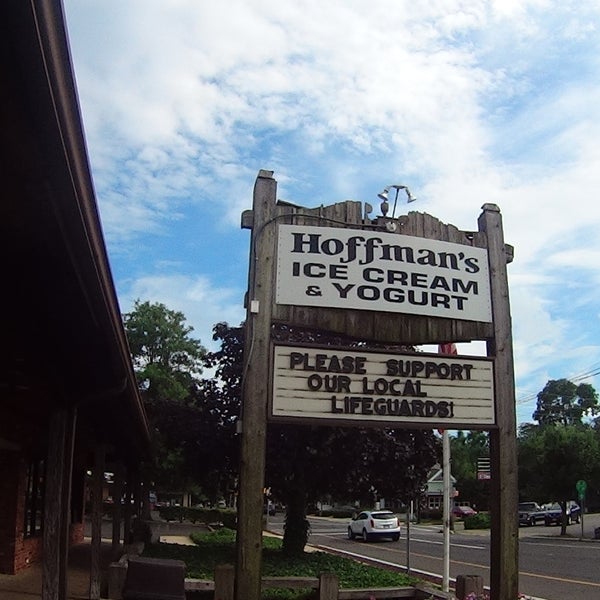 Hoffman's
ICE CREAM
& YOGURT
PLEASE SUPPORT
OUR LOCAL
LIFEGUARDS!